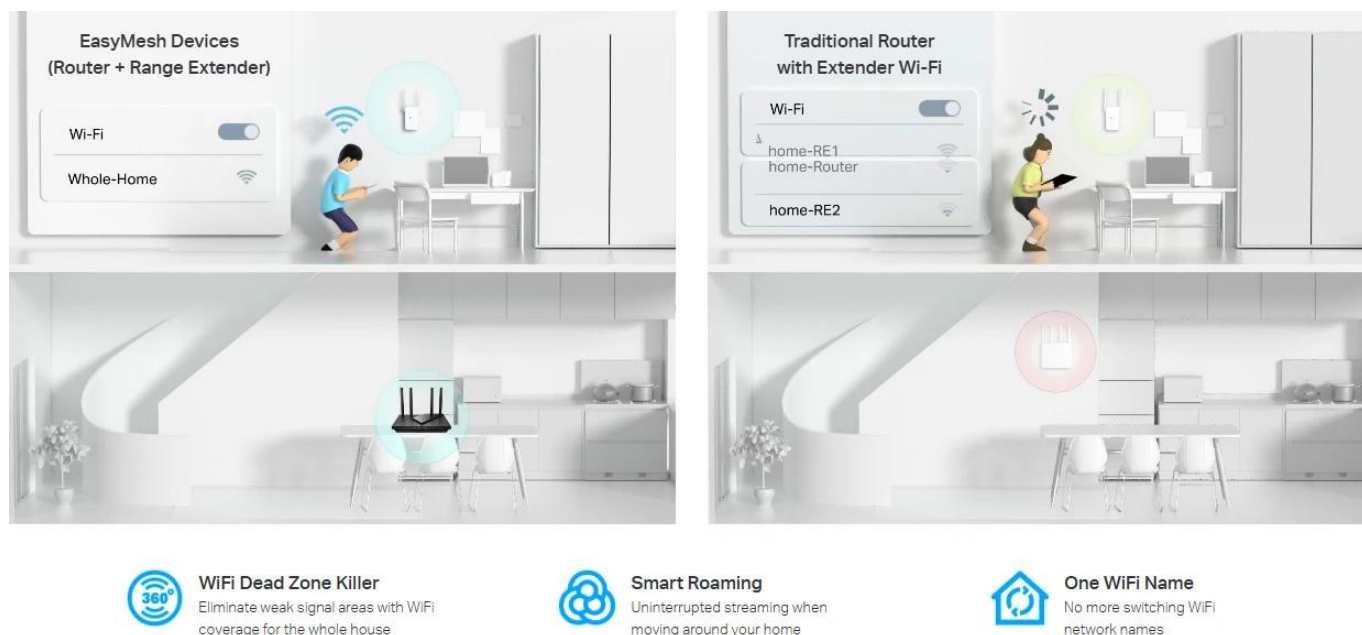 EasyMesh Devices
(Router + Range Extender)
Wi-Fi
Whole-Home
Traditional Router
with Extender Wi-Fi
Wi-Fi
home-RE1
home-Router
home-RE2
360°
WiFi Dead Zone Killer
Eliminate weak signal areas with WiFi
coverage for the whole house
Smart Roaming
Uninterrupted streaming when
moving around your home
One WiFi Name
No more switching WiFi
network names